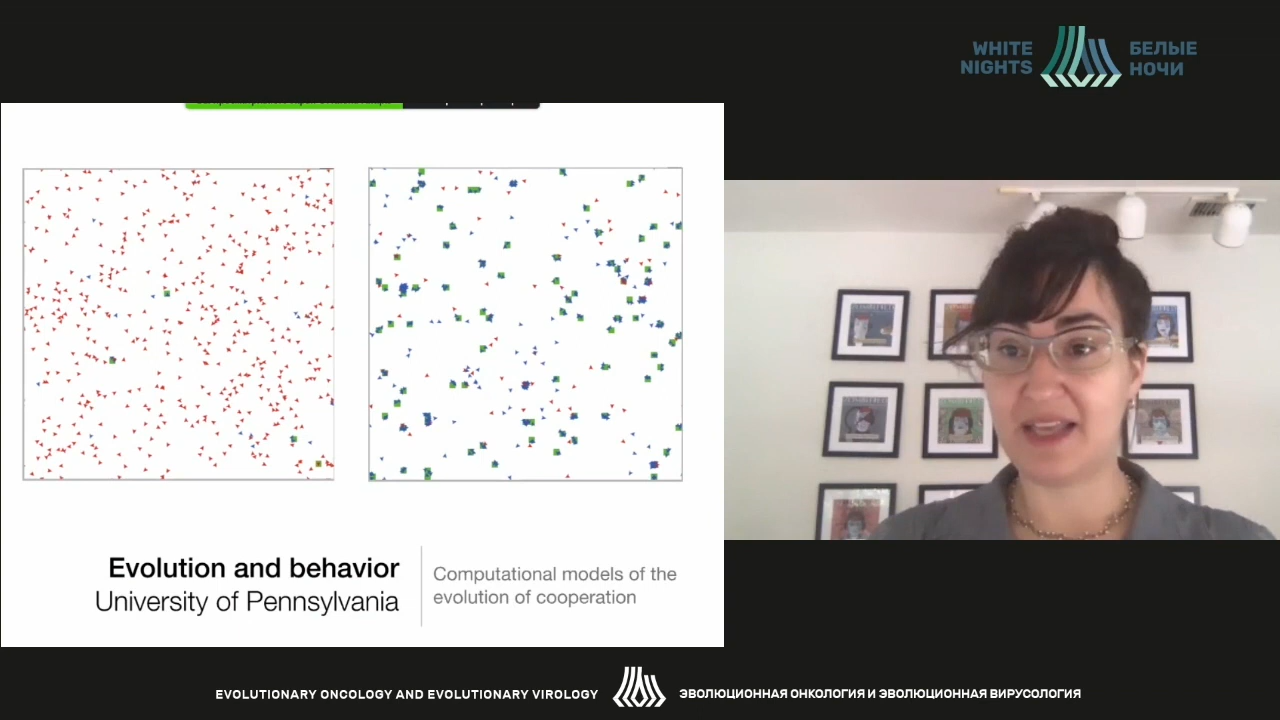 WHITE
NIGHTS
БЕЛЫЕ
НОЧИ
Evolution and behavior
University of Pennsylvania
Computational models of the
evolution of cooperation
EVOLUTIONARY ONCOLOGY AND EVOLUTIONARY VIROLOGY
ЭВОЛЮЦИОННАЯ ОНКОЛОГИЯ И ЭВОЛЮЦИОННАЯ ВИРУСОЛОГИЯ